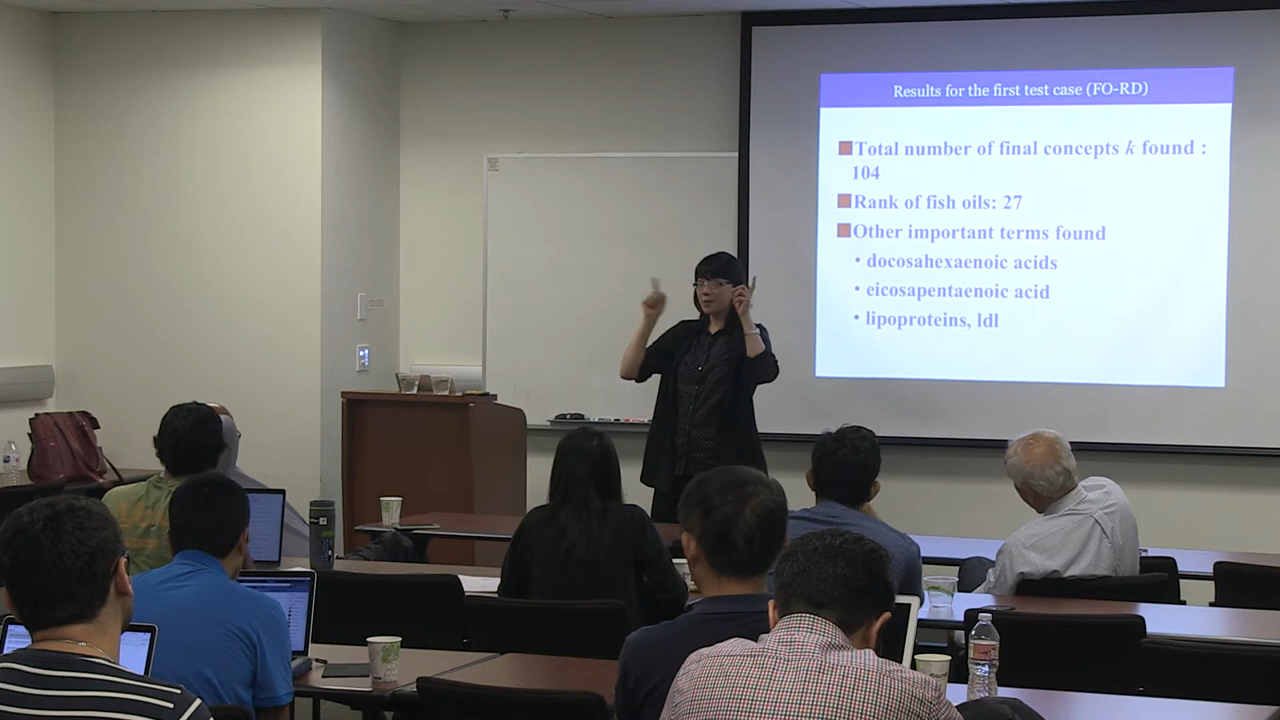 Results for the first test case (FO-RD)
Total number of final concepts k found :
104
Rank of fish oils: 27
Other important terms found
• docosahexaenoic acids
• eicosapentaenoic acid
• lipoproteins, ldl